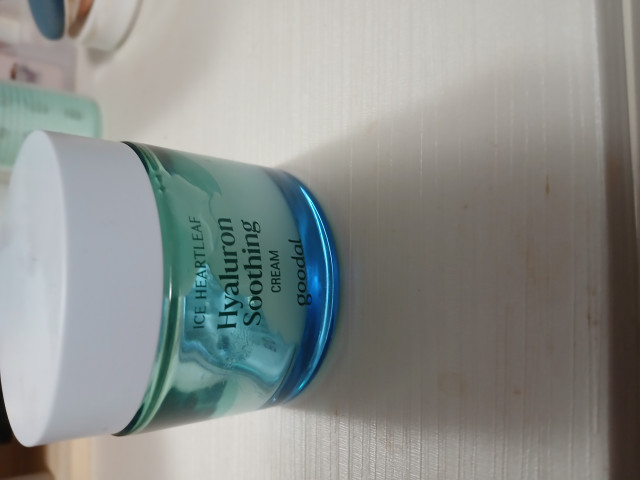 ICE HEARTLEAF
Hyaluron
Soothing
CREAM
goodal